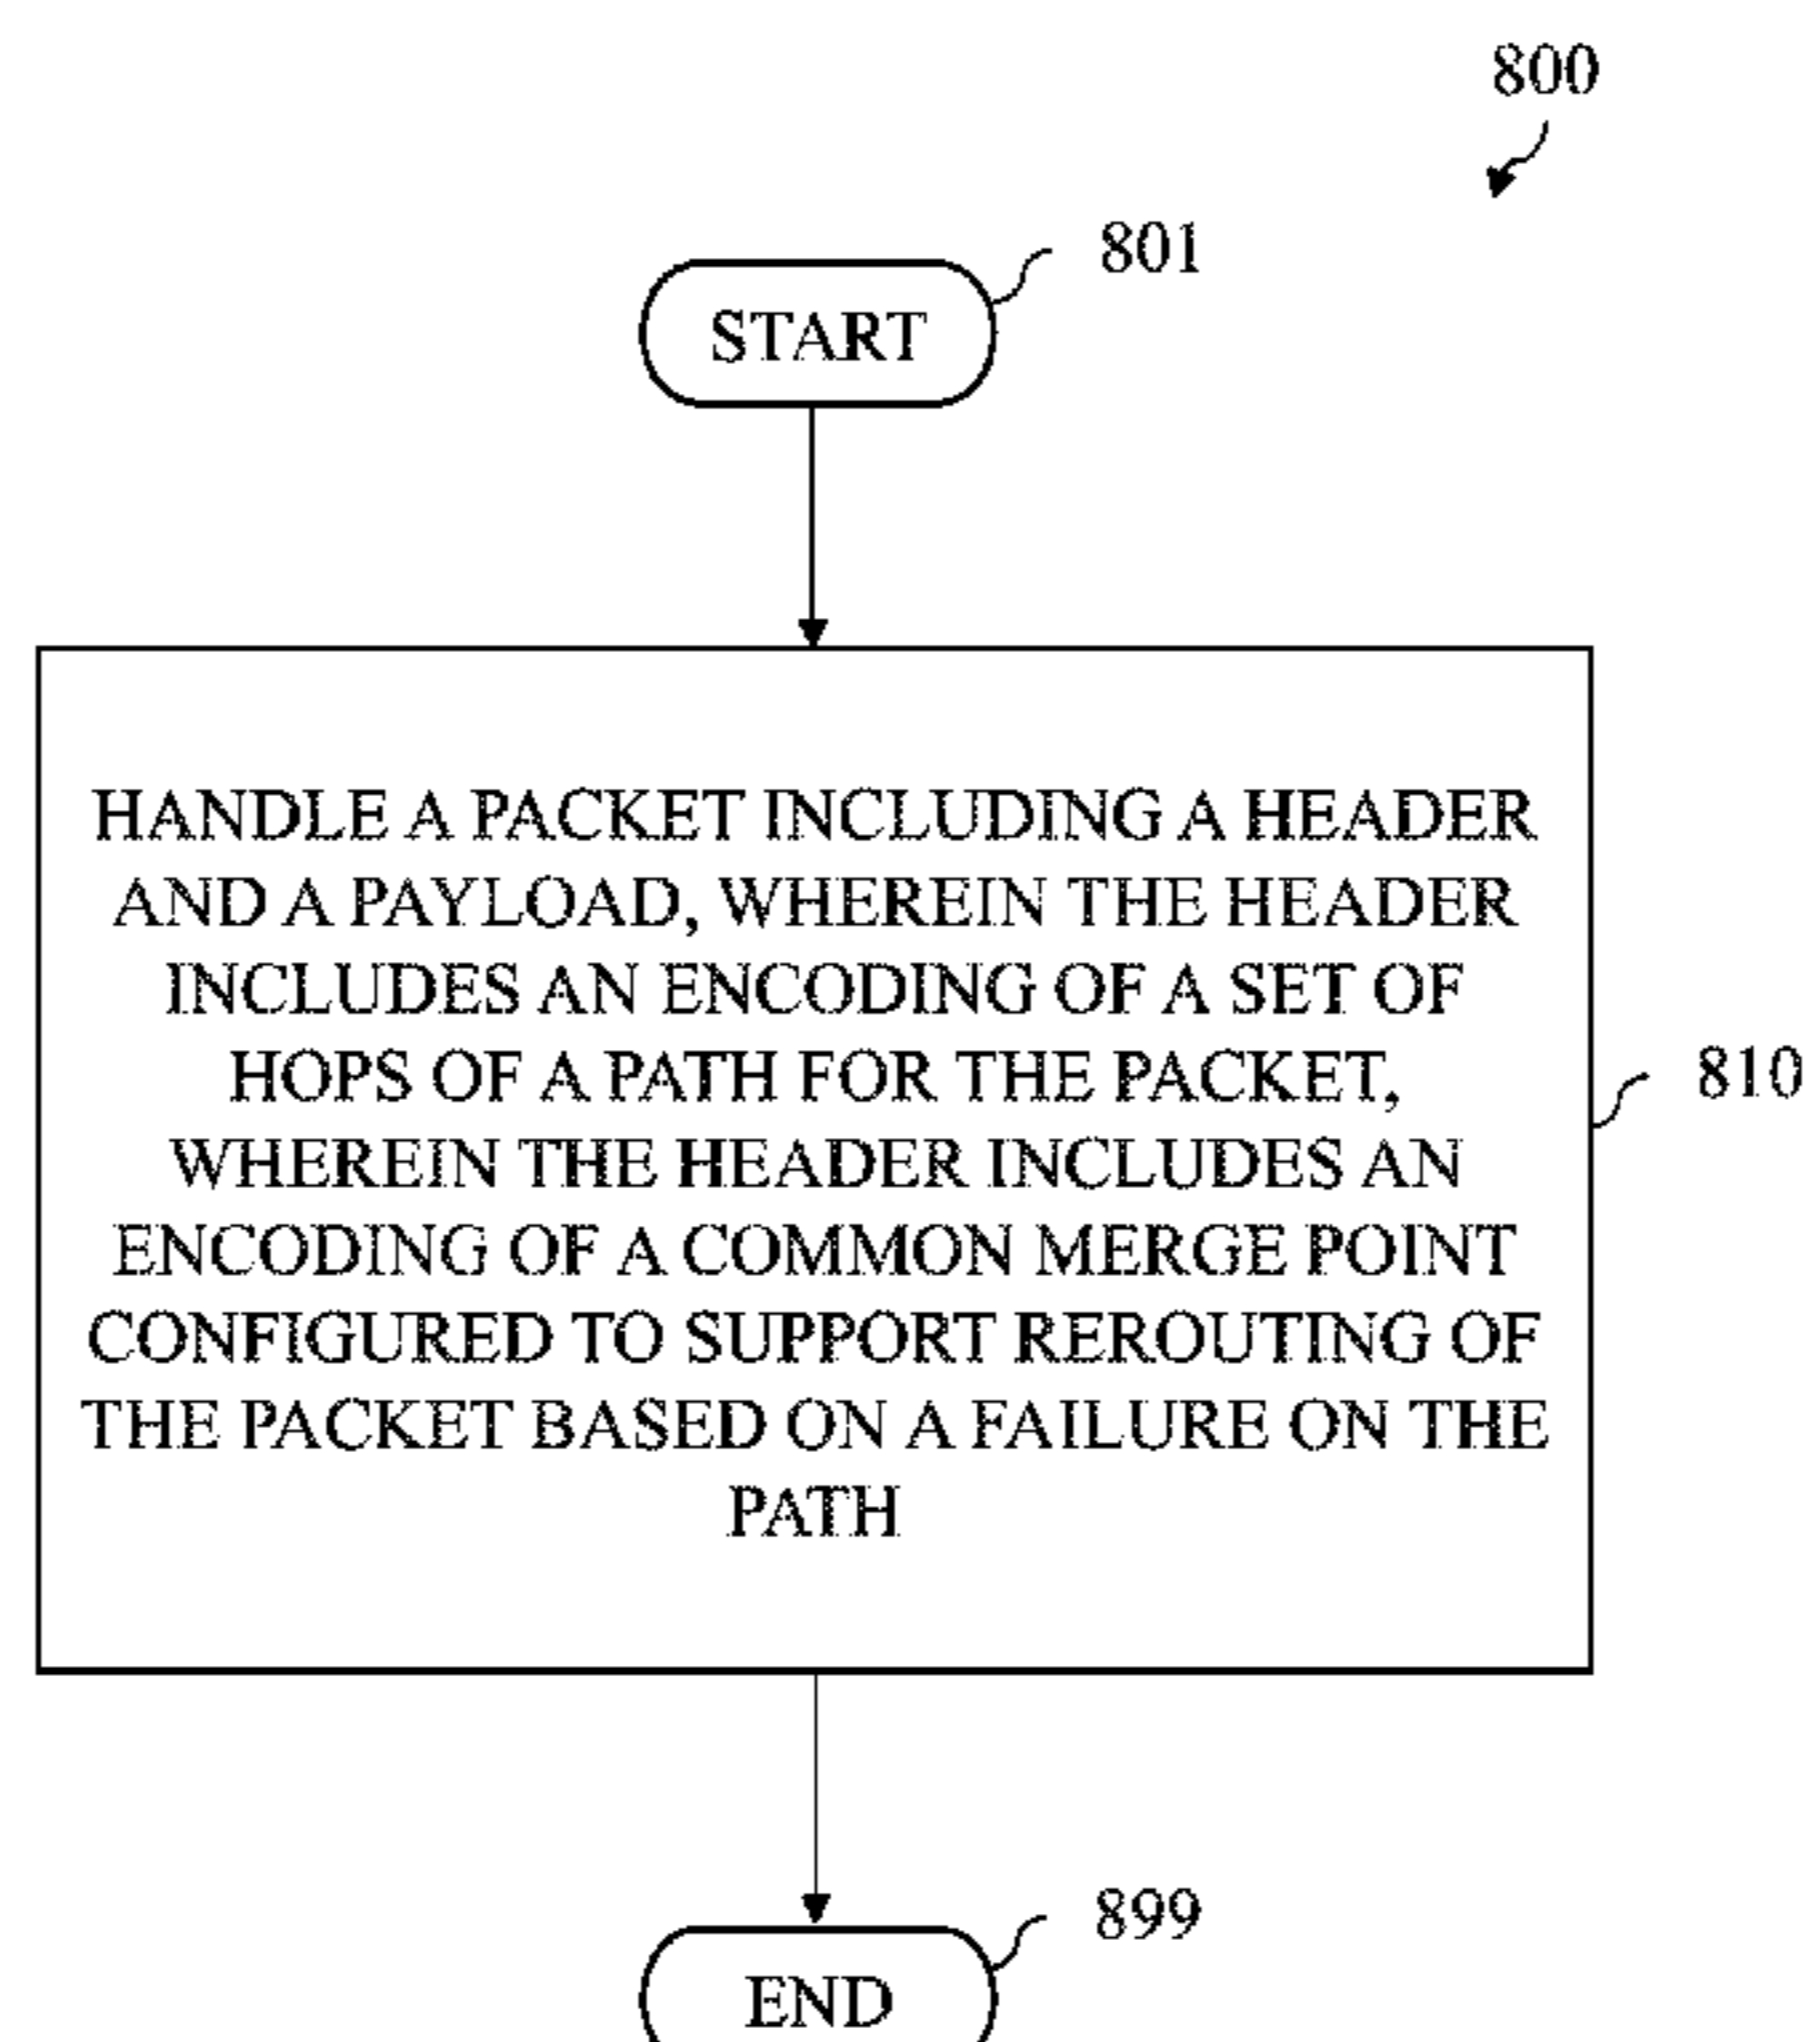 800
801
START
HANDLE A PACKET INCLUDING A HEADER
AND A PAYLOAD, WHEREIN THE HEADER
INCLUDES AN ENCODING OF A SET OF
HOPS OF A PATH FOR THE PACKET,
WHEREIN THE HEADER INCLUDES AN
ENCODING OF A COMMON MERGE POINT
CONFIGURED TO SUPPORT REROUTING OF
THE PACKET BASED ON A FAILURE ON THE
PATH
810
899
END